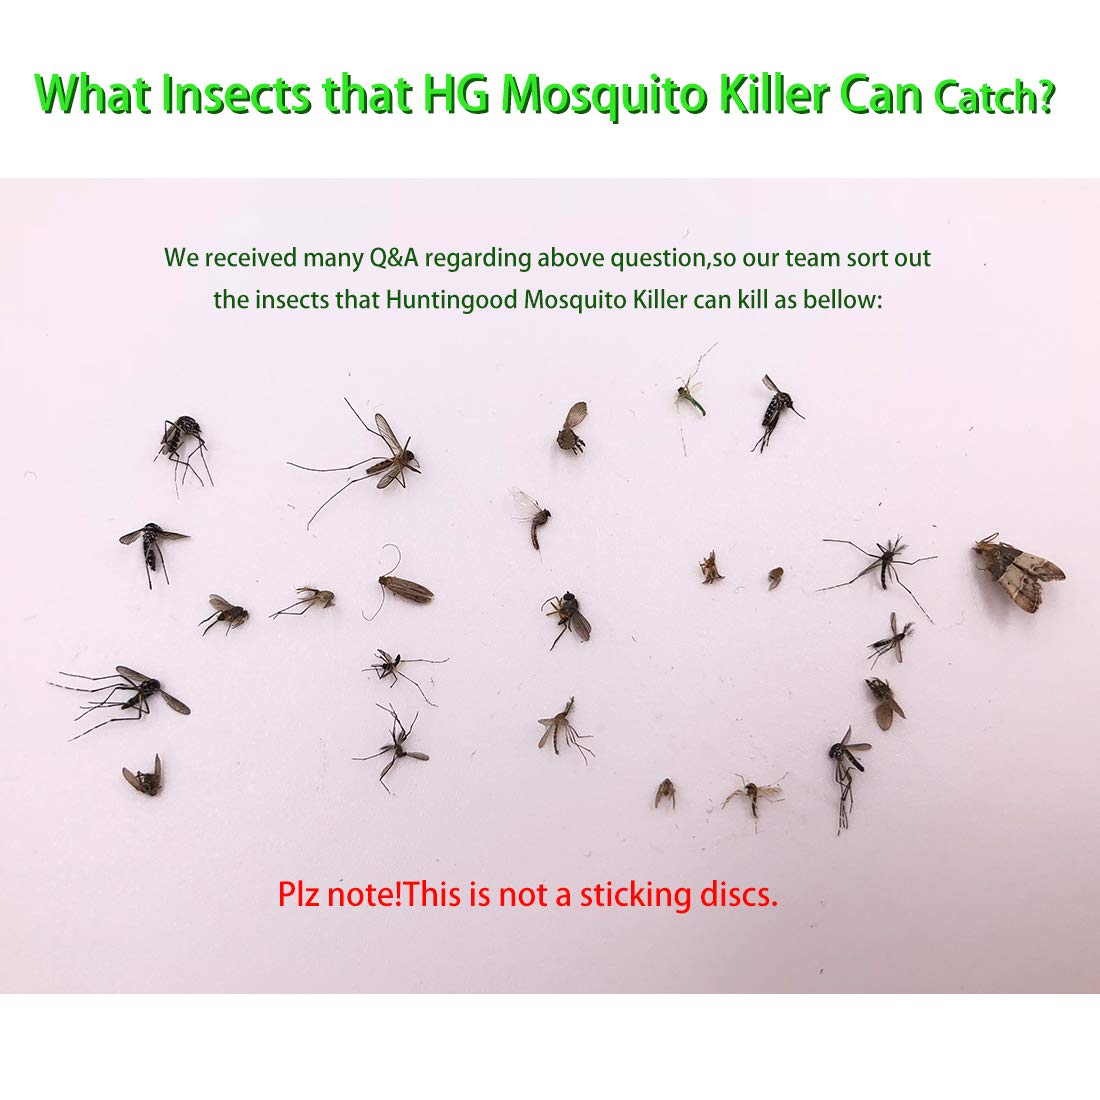 What Insects that HG Mosquito Killer Can Catch?
We received many Q&A regarding above question,so our team sort out
the insects that Huntingood Mosquito Killer can kill as bellow:
Plz note!This is not a sticking discs.